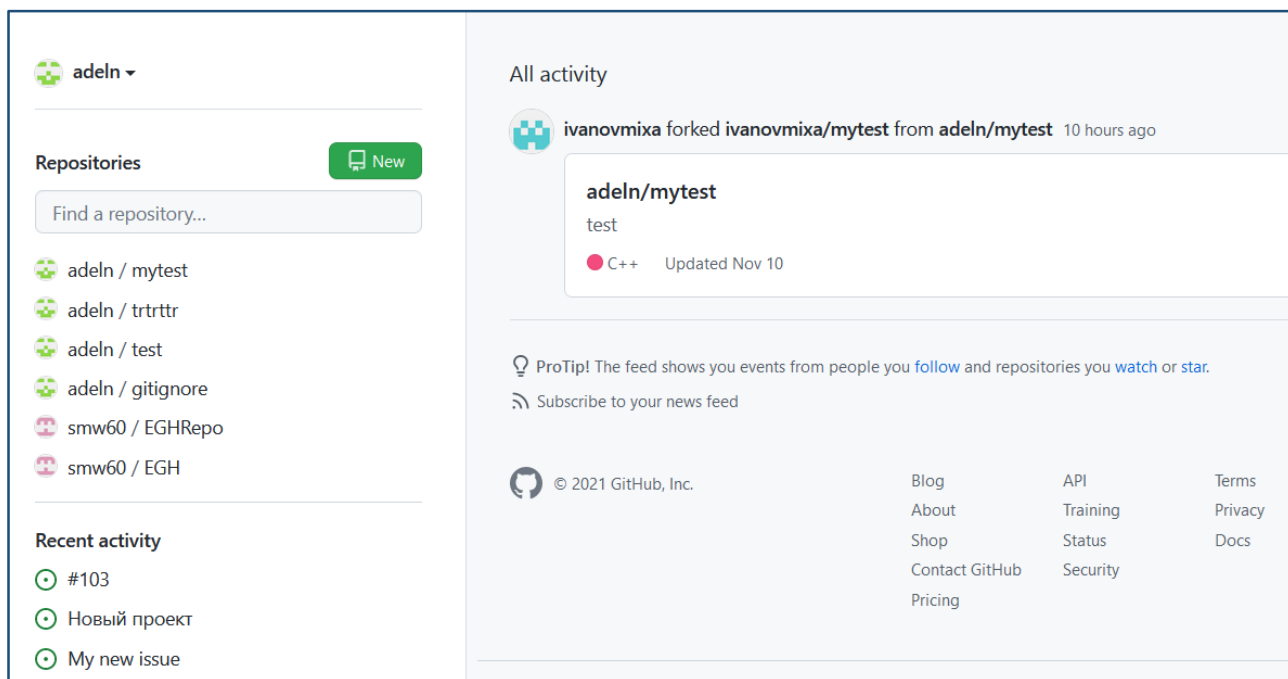 adeln
Repositories
New
Find a repository...
adeln / mytest
adeln / trtrttr
adeln / test
adeln / gitignore
smw60 / EGHRepo
smw60 / EGH
Recent activity
#103
Новый проект
My new issue
All activity
ivanovmixa forked ivanovmixa/mytest from adeln/mytest 10 hours ago
adeln/mytest
test
C++ Updated Nov 10
ProTip! The feed shows you events from people you follow and repositories you watch or star.
Subscribe to your news feed
© 2021 GitHub, Inc.
Blog
About
Shop
Contact GitHub
Pricing
API
Training
Status
Security
Terms
Privacy
Docs